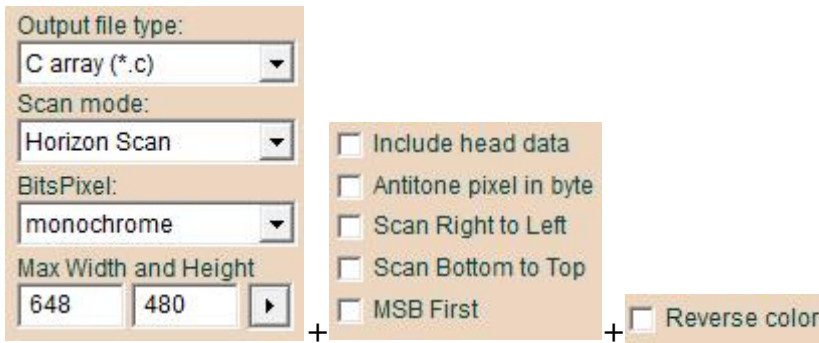 Output file type:
C array (*.c)
Scan mode:
Horizon Scan
BitsPixel:
monochrome
Max Width and Height
648 480
+
Include head data
Antitone pixel in byte
Scan Right to Left
Scan Bottom to Top
MSB First
+
Reverse color